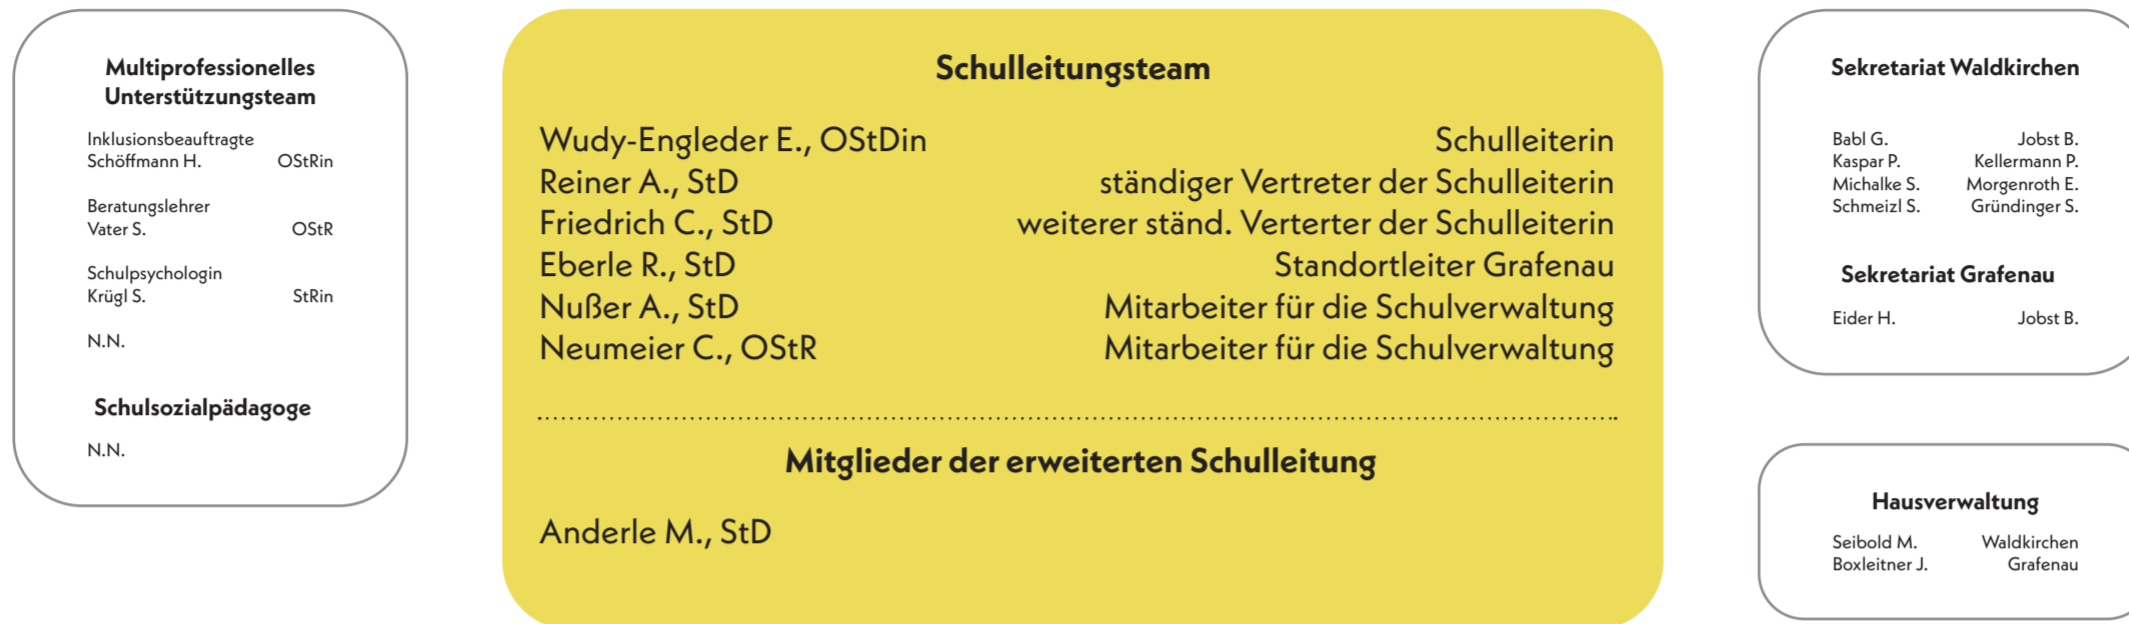 Multiprofessionelles
Unterstützungsteam
Inklusionsbeauftragte
Schöffmann H. OStRin
Beratungslehrer
Vater S. OStR
Schulpsychologin
Krügl S. StRin
N.N.
Schulsozialpädagoge
N.N.
Schulleitungsteam
Wudy-Engleder E., OStDin Schulleiterin
Reiner A., StD ständiger Vertreter der Schulleiterin
Friedrich C., StD weiterer ständ. Verterter der Schulleiterin
Eberle R., StD Standortleiter Grafenau
Nußer A., StD Mitarbeiter für die Schulverwaltung
Neumeier C., OStR Mitarbeiter für die Schulverwaltung
Mitglieder der erweiterten Schulleitung
Anderle M., StD
Sekretariat Waldkirchen
Babl G. Jobst B.
Kaspar P. Kellermann P.
Michalke S. Morgenroth E.
Schmeizl S. Gründinger S.
Sekretariat Grafenau
Eider H. Jobst B.
Hausverwaltung
Seibold M. Waldkirchen
Boxleitner J. Grafenau